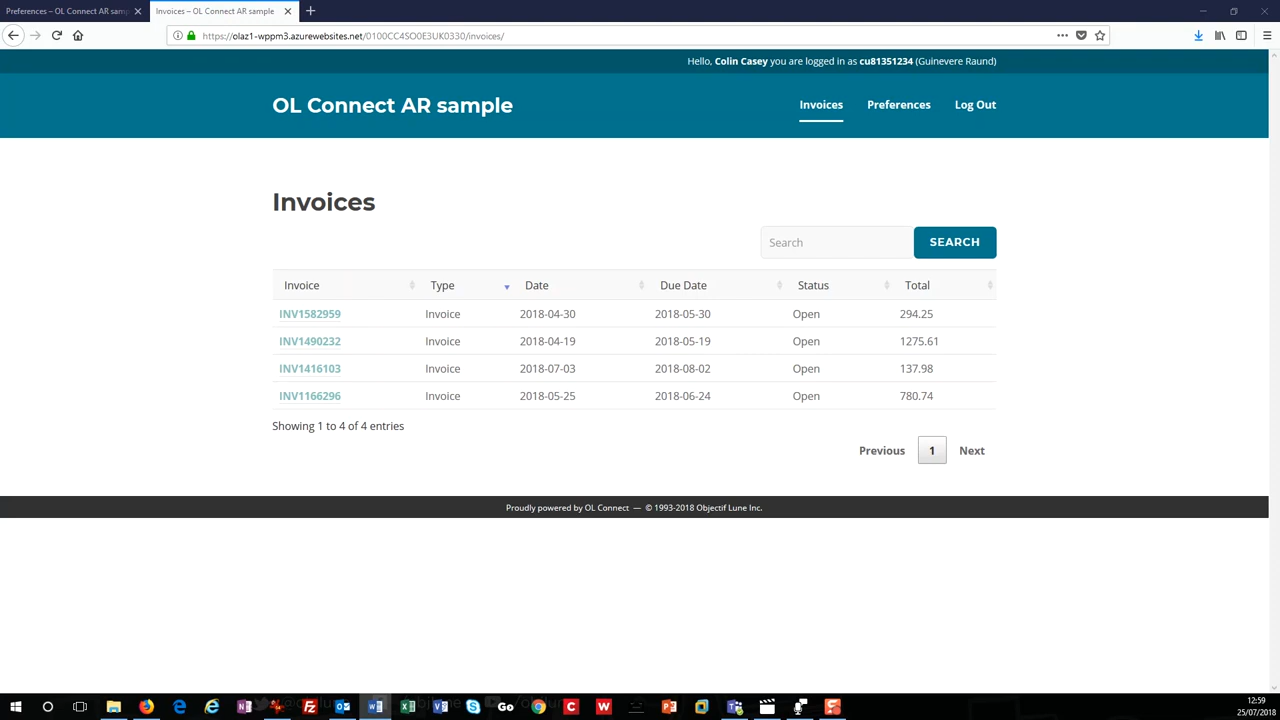 Preferences – OL Connect AR sam
Invoices – OL Connect AR sample
https://olaz1-wppm3.azurewebsites.net/0100CC4SO0E3UK0330/invoices/
Hello, Colin Casey you are logged in as cu81351234 (Guinevere Raund)
OL Connect AR sample
Invoices Preferences Log Out
Invoices
Search SEARCH
Invoice Type Date Due Date Status Total
INV1582959 Invoice 2018-04-30 2018-05-30 Open 294.25
INV1490232 Invoice 2018-04-19 2018-05-19 Open 1275.61
INV1416103 Invoice 2018-07-03 2018-08-02 Open 137.98
INV1166296 Invoice 2018-05-25 2018-06-24 Open 780.74
Showing 1 to 4 of 4 entries
Previous 1 Next
Proudly powered by OL Connect — © 1993-2018 Objectif Lune Inc.
12:59
25/07/2018